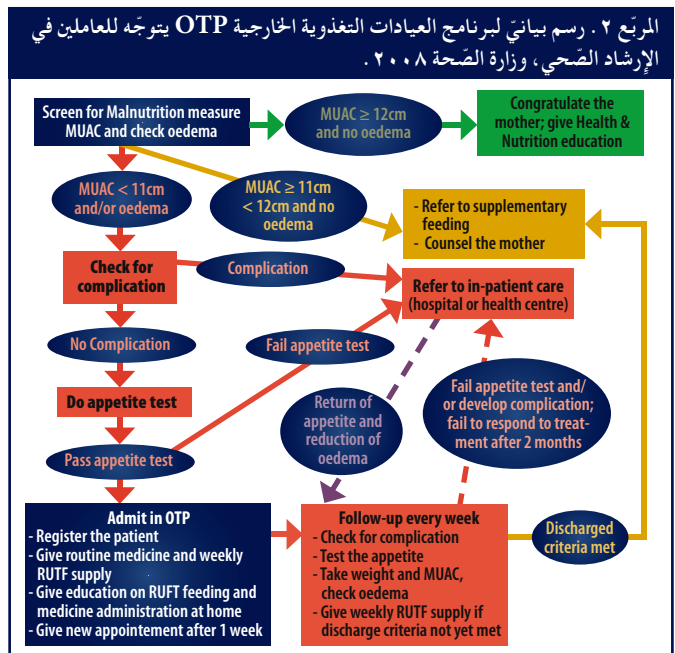 المربّع ٢. رسم بيانيّ لبرنامج العيادات التغذوية الخارجية OTP يتوجّه للعاملين في
الإرشاد الصّحي، وزارة الصّحة ٢٠٠٨.
Screen for Malnutrition measure
MUAC and check oedema
MUAC ≥ 12cm
and no oedema
Congratulate the
mother; give Health &
Nutrition education
MUAC < 11cm
and/or oedema
MUAC ≥ 11cm
< 12cm and no
oedema
- Refer to supplementary
feeding
- Counsel the mother
Check for
complication
Complication
Refer to in-patient care
(hospital or health centre)
No Complication
Fail appetite test
Do appetite test
Return of
appetite and
reduction of
oedema
Fail appetite test and/
or develop complication;
fail to respond to treat-
ment after 2 months
Pass appetite test
Admit in OTP
- Register the patient
- Give routine medicine and weekly
RUTF supply
- Give education on RUFT feeding and
medicine administration at home
- Give new appointement after 1 week
Follow-up every week
- Check for complication
- Test the appetite
- Take weight and MUAC,
check oedema
- Give weekly RUTF supply if
discharge criteria not yet met
Discharged
criteria met